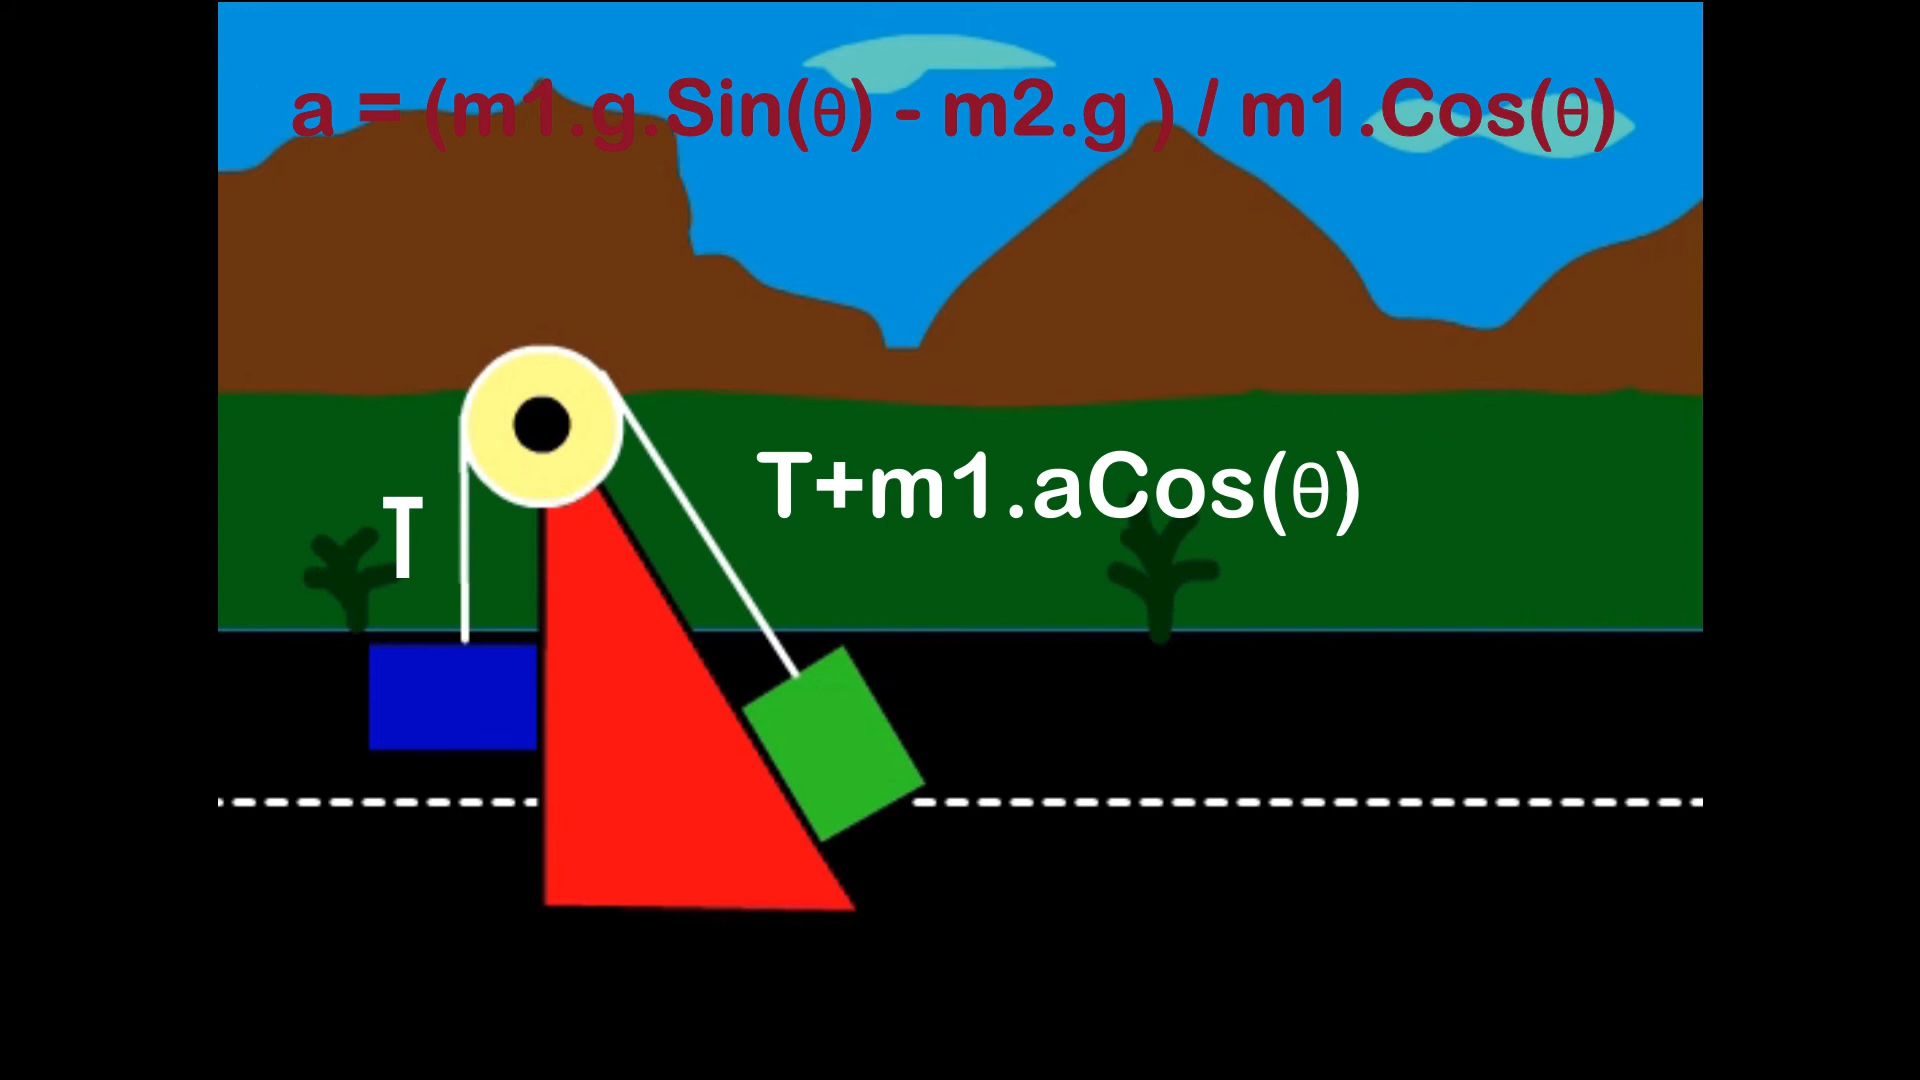 a = (m1.g.Sin(θ) - m2.g ) / m1.Cos(θ)
T+m1.aCos(θ)
T